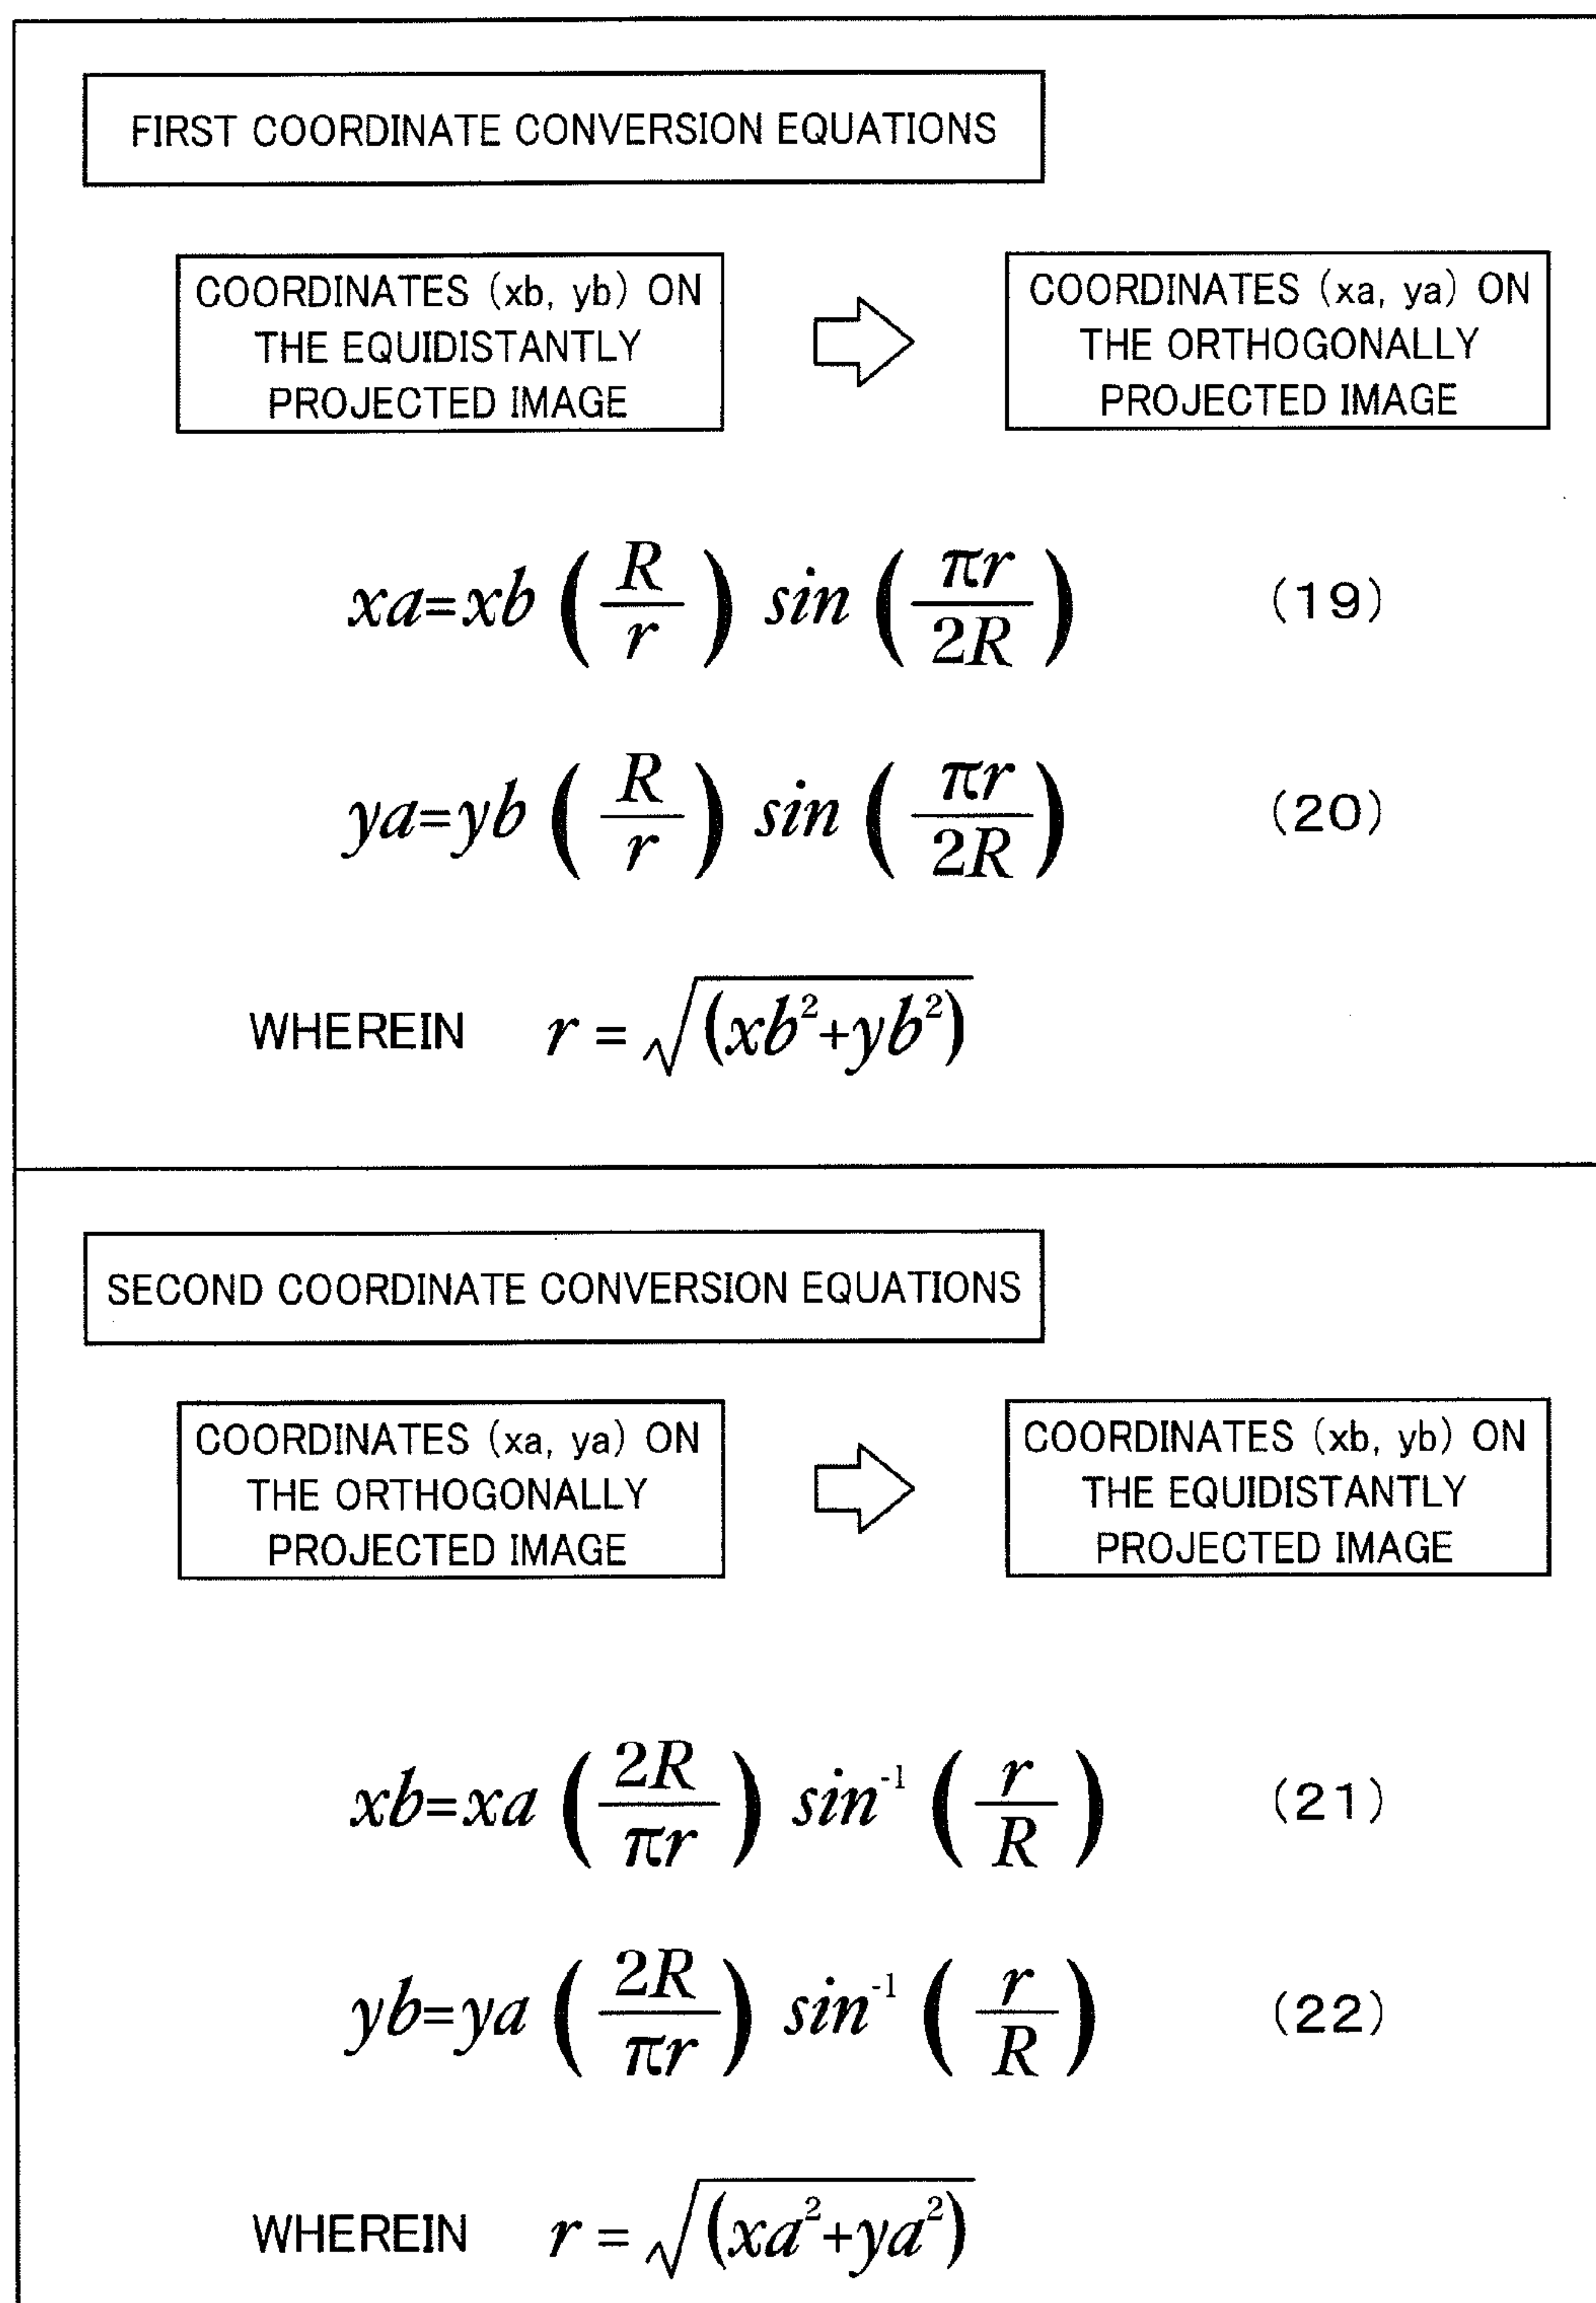 FIRST COORDINATE CONVERSION EQUATIONS
COORDINATES (xb, yb) ON
THE EQUIDISTANTLY
PROJECTED IMAGE
COORDINATES (xa, ya) ON
THE ORTHOGONALLY
PROJECTED IMAGE
xa=xb (R/r) sin (πr/2R) (19)
ya=yb (R/r) sin (πr/2R) (20)
WHEREIN r = √(xb²+yb²)
SECOND COORDINATE CONVERSION EQUATIONS
COORDINATES (xa, ya) ON
THE ORTHOGONALLY
PROJECTED IMAGE
COORDINATES (xb, yb) ON
THE EQUIDISTANTLY
PROJECTED IMAGE
xb=xa (2R/πr) sin⁻¹ (r/R) (21)
yb=ya (2R/πr) sin⁻¹ (r/R) (22)
WHEREIN r = √(xa²+ya²)